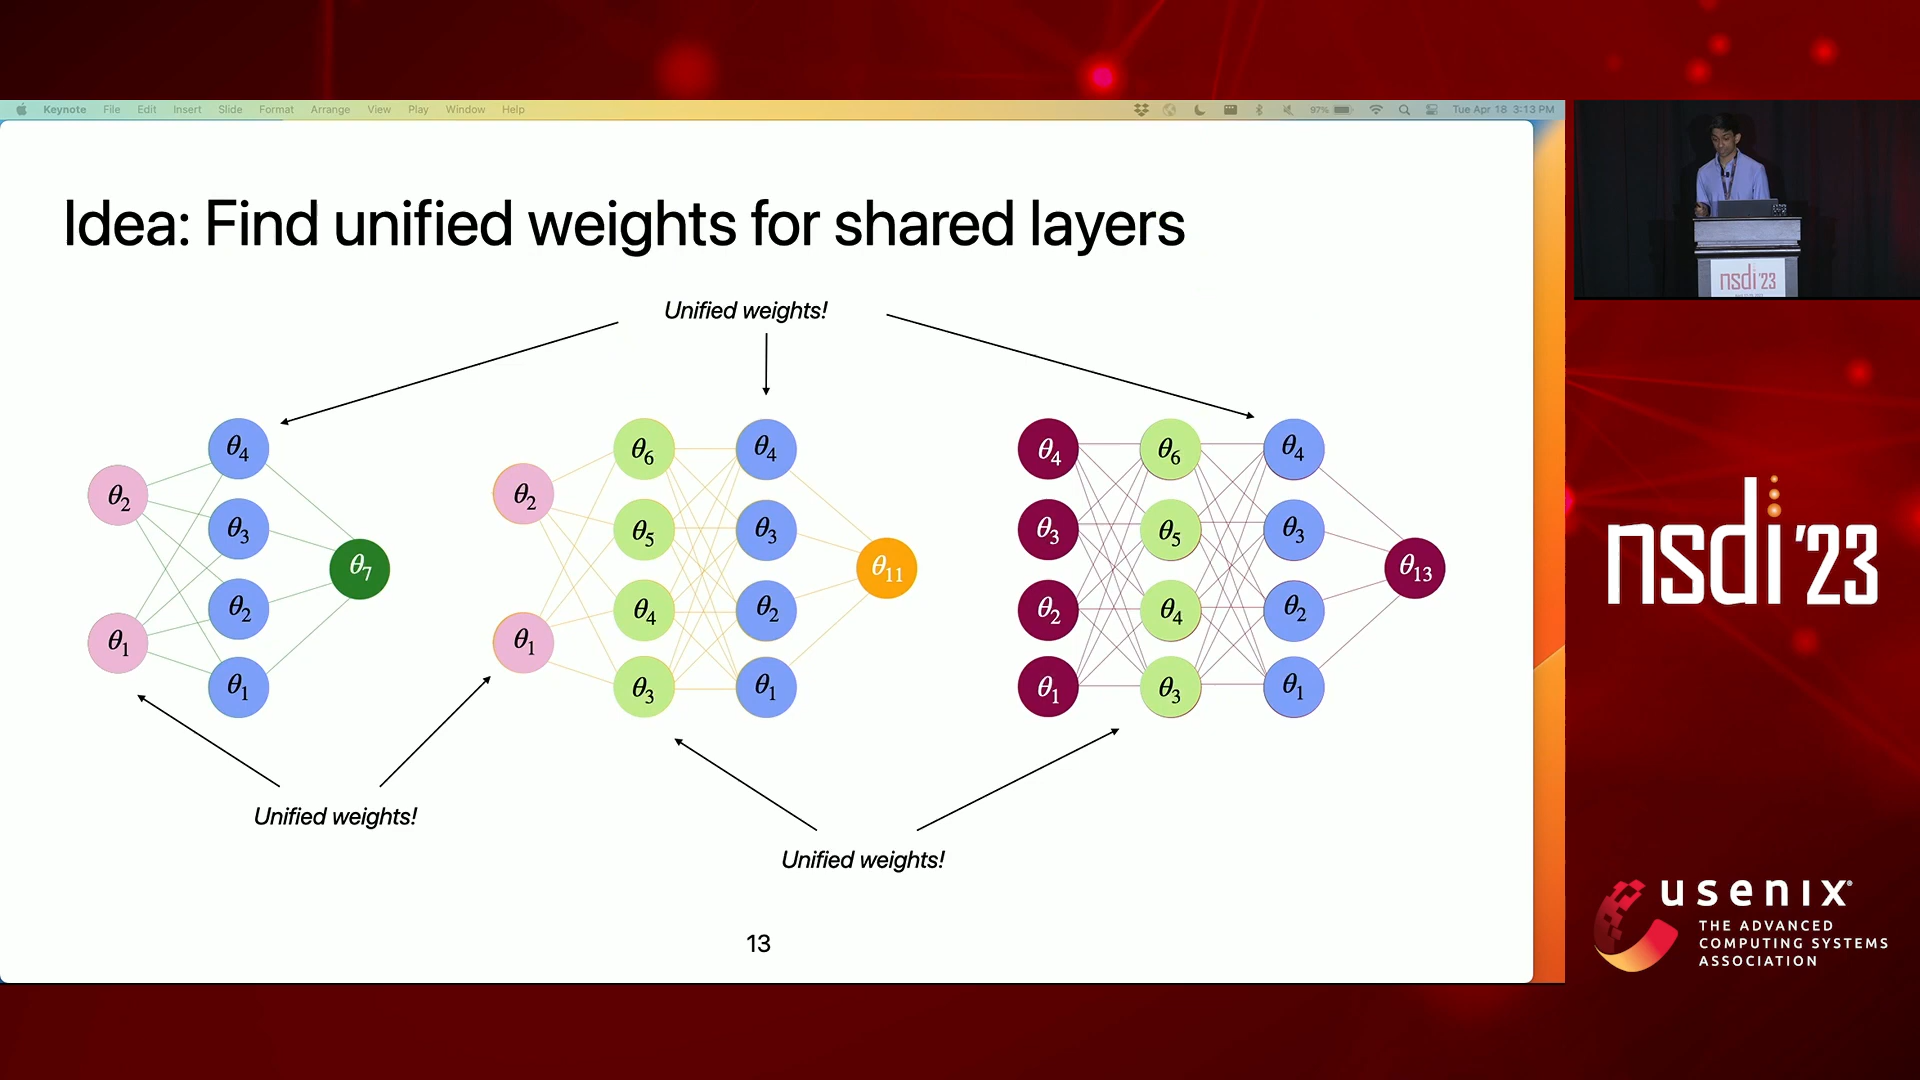 Keynote File Edit Insert Slide Format Arrange View Play Window Help 97% Tue Apr 18 3:13 PM
Idea: Find unified weights for shared layers
Unified weights!
θ4 θ6 θ4 θ4 θ6 θ4
θ2 θ2
θ3 θ5 θ3 θ3 θ5 θ3
θ7 θ11 θ13
θ2 θ4 θ2 θ2 θ4 θ2
θ1 θ1
θ1 θ3 θ1 θ1 θ3 θ1
Unified weights!
Unified weights!
13
nsdi '23
nsdi '23
usenix
THE ADVANCED
COMPUTING SYSTEMS
ASSOCIATION